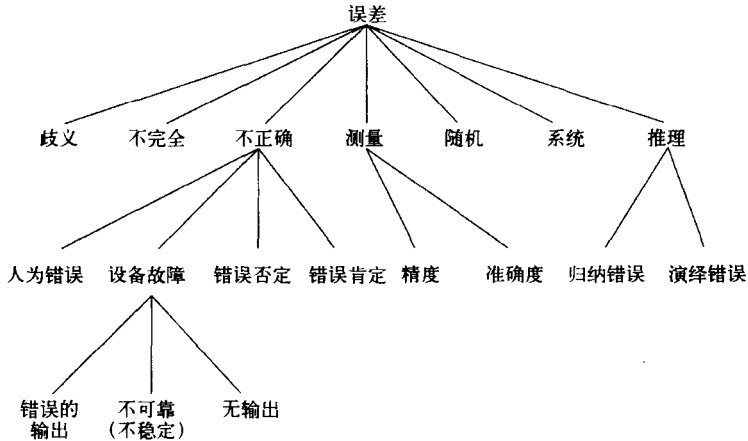 误差
歧义 不完全 不正确 测量 随机 系统 推理
人为错误 设备故障 错误否定 错误肯定 精度 准确度 归纳错误 演绎错误
错误的 不可靠 无输出
输出 （不稳定）